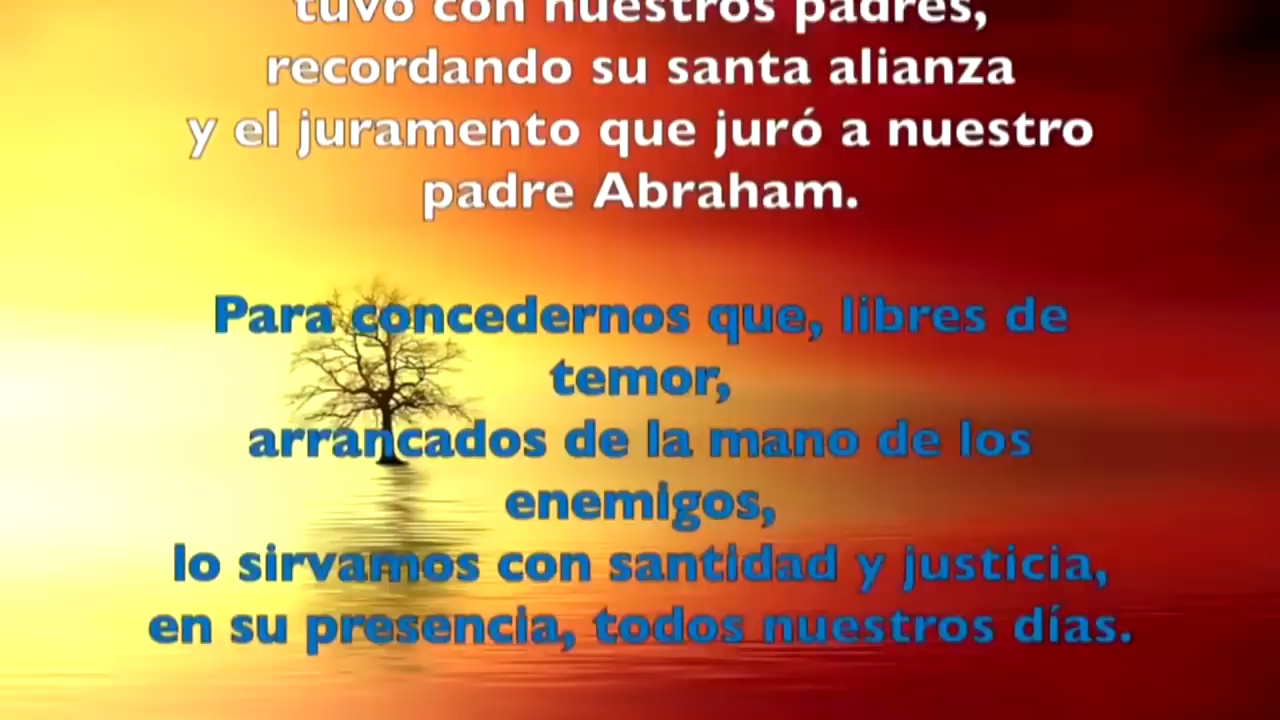 tuvo con nuestros padres,
recordando su santa alianza
y el juramento que juró a nuestro
padre Abraham.
Para concedernos que, libres de
temor,
arrancados de la mano de los
enemigos,
lo sirvamos con santidad y justicia,
en su presencia, todos nuestros días.